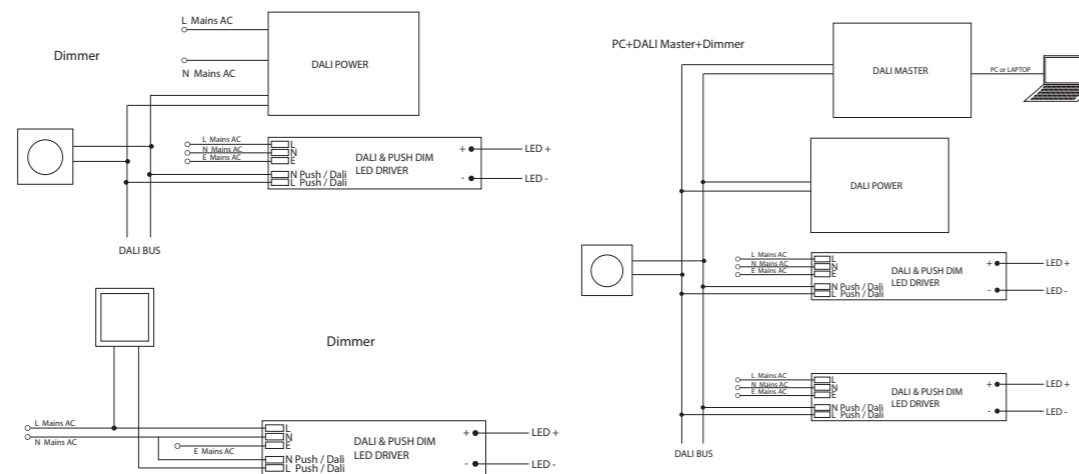 L Mains AC
Dimmer
N Mains AC
DALI POWER
L Mains AC
N Mains AC
E Mains AC
L
N
E
N Push / Dali
L Push / Dali
DALI & PUSH DIM
LED DRIVER
+
LED +
-
LED -
DALI BUS
Dimmer
L Mains AC
N Mains AC
E Mains AC
L
N
E
N Push / Dali
L Push / Dali
DALI & PUSH DIM
LED DRIVER
+
LED +
-
LED -
PC+DALI Master+Dimmer
DALI MASTER
PC or LAPTOP
DALI POWER
L Mains AC
N Mains AC
E Mains AC
L
N
E
N Push / Dali
L Push / Dali
DALI & PUSH DIM
LED DRIVER
+
LED +
-
LED -
L Mains AC
N Mains AC
E Mains AC
L
N
E
N Push / Dali
L Push / Dali
DALI & PUSH DIM
LED DRIVER
+
LED +
-
LED -
DALI BUS